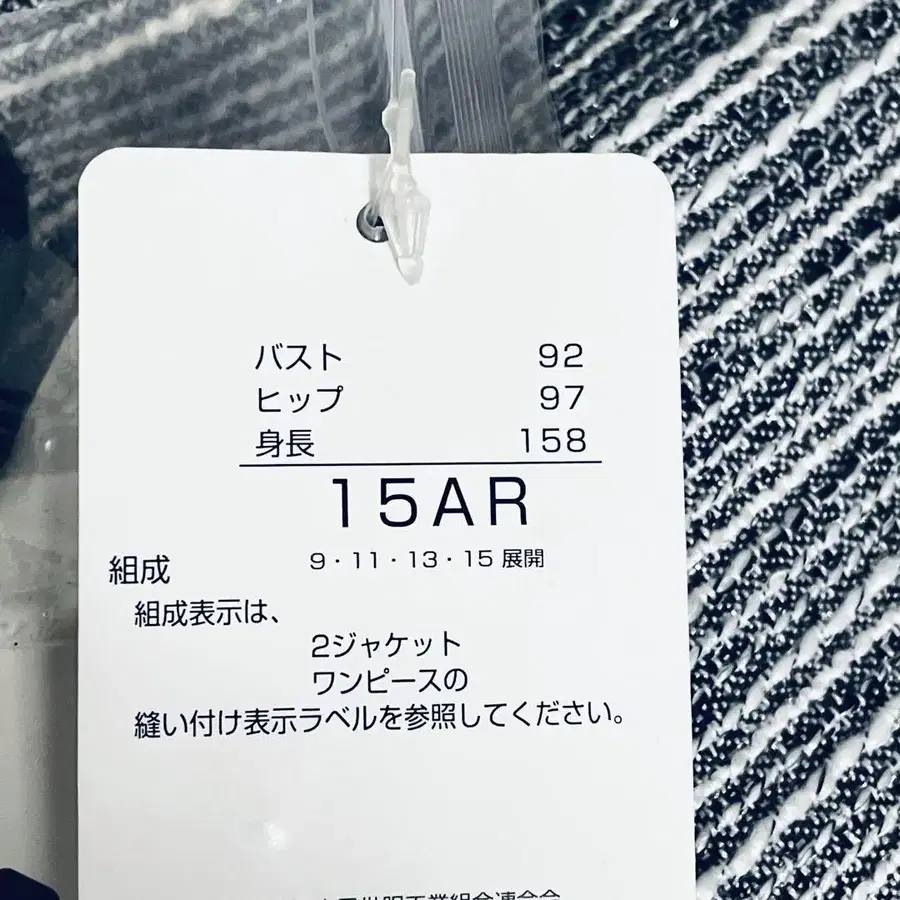 バスト 92
ヒップ 97
身長 158
15AR
9・11・13・15 展開
組成
組成表示は、
2ジャケット
ワンピースの
縫い付け表示ラベルを参照してください。